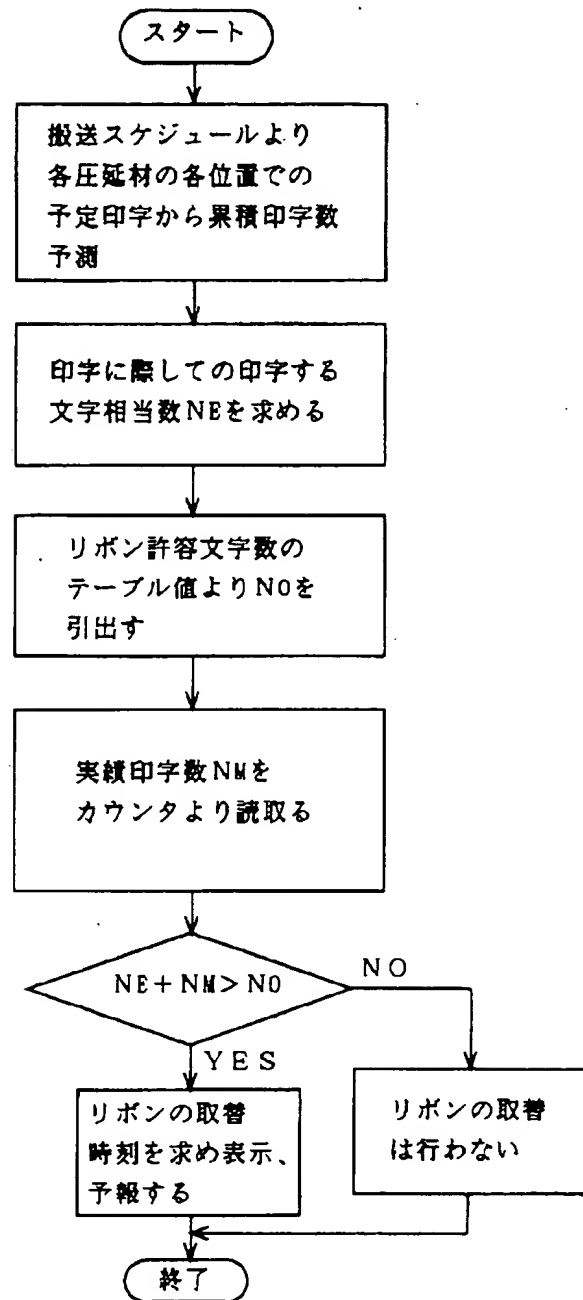 スタート
搬送スケジュールより
各圧延材の各位置での
予定印字から累積印字数
予測
印字に際しての印字する
文字相当数NEを求める
リボン許容文字数の
テーブル値よりN0を
引出す
実績印字数NMを
カウンタより読取る
NE+NM>N0
NO
YES
リボンの取替
時刻を求め表示、
予報する
リボンの取替
は行わない
終了